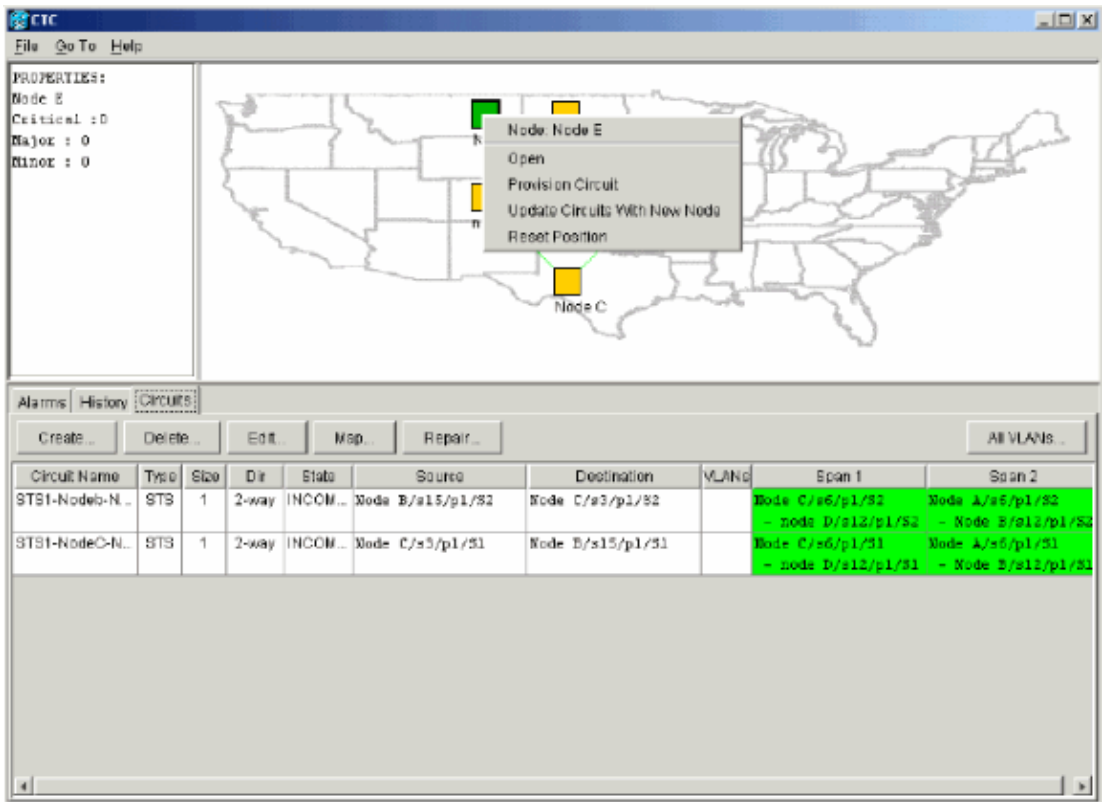 CTC
File Go To Help
PROPERTIES:
Node E
Critical :0
Major : 0
Minor : 0
N
Node: Node E
Open
Provision Circuit
Update Circuits With New Node
Reset Position
n
Node C
Alarms History Circuits
Create... Delete... Edit... Map... Repair... All VLANs...
Circuit Name Type Size Dir State Source Destination VLANs Span 1 Span 2
STS1-Nodeb-N... STS 1 2-way INCOM... Node B/s15/p1/S2 Node C/s3/p1/S2 Node C/s6/p1/S2 Node A/s6/p1/S2
- node D/s12/p1/S2 - Node B/s12/p1/S2
STS1-NodeC-N... STS 1 2-way INCOM... Node C/s3/p1/S1 Node B/s15/p1/S1 Node C/s6/p1/S1 Node A/s6/p1/S1
- node D/s12/p1/S1 - Node B/s12/p1/S1